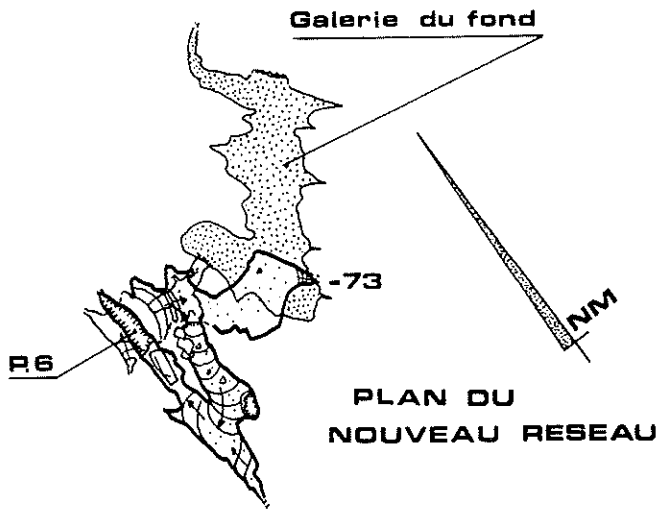 Galerie du fond
-73
NM
P.6
PLAN DU
NOUVEAU RESEAU